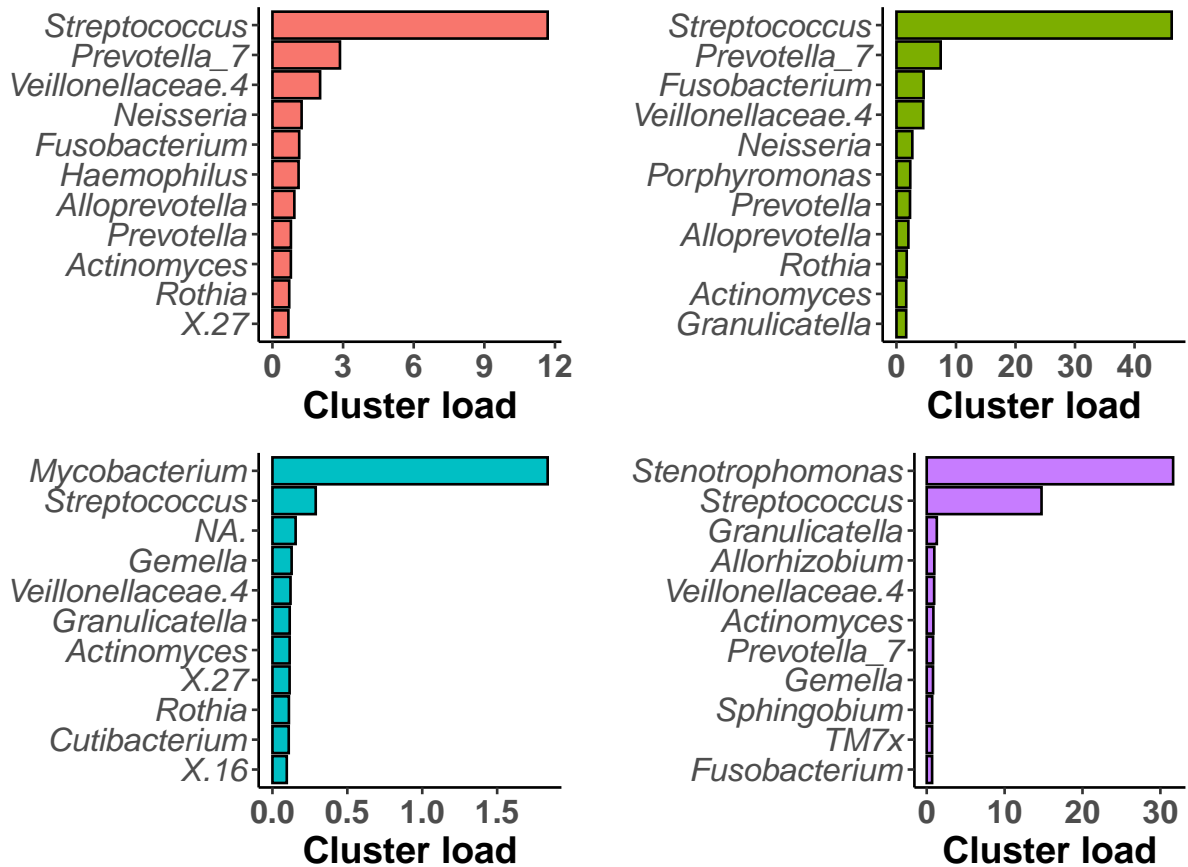 Streptococcus
Prevotella_7
Veillonellaceae.4
Neisseria
Fusobacterium
Haemophilus
Alloprevotella
Prevotella
Actinomyces
Rothia
X.27
0 3 6 9 12
Cluster load
Streptococcus
Prevotella_7
Fusobacterium
Veillonellaceae.4
Neisseria
Porphyromonas
Prevotella
Alloprevotella
Rothia
Actinomyces
Granulicatella
0 10 20 30 40
Cluster load
Mycobacterium
Streptococcus
NA.
Gemella
Veillonellaceae.4
Granulicatella
Actinomyces
X.27
Rothia
Cutibacterium
X.16
0.0 0.5 1.0 1.5
Cluster load
Stenotrophomonas
Streptococcus
Granulicatella
Allorhizobium
Veillonellaceae.4
Actinomyces
Prevotella_7
Gemella
Sphingobium
TM7x
Fusobacterium
0 10 20 30
Cluster load